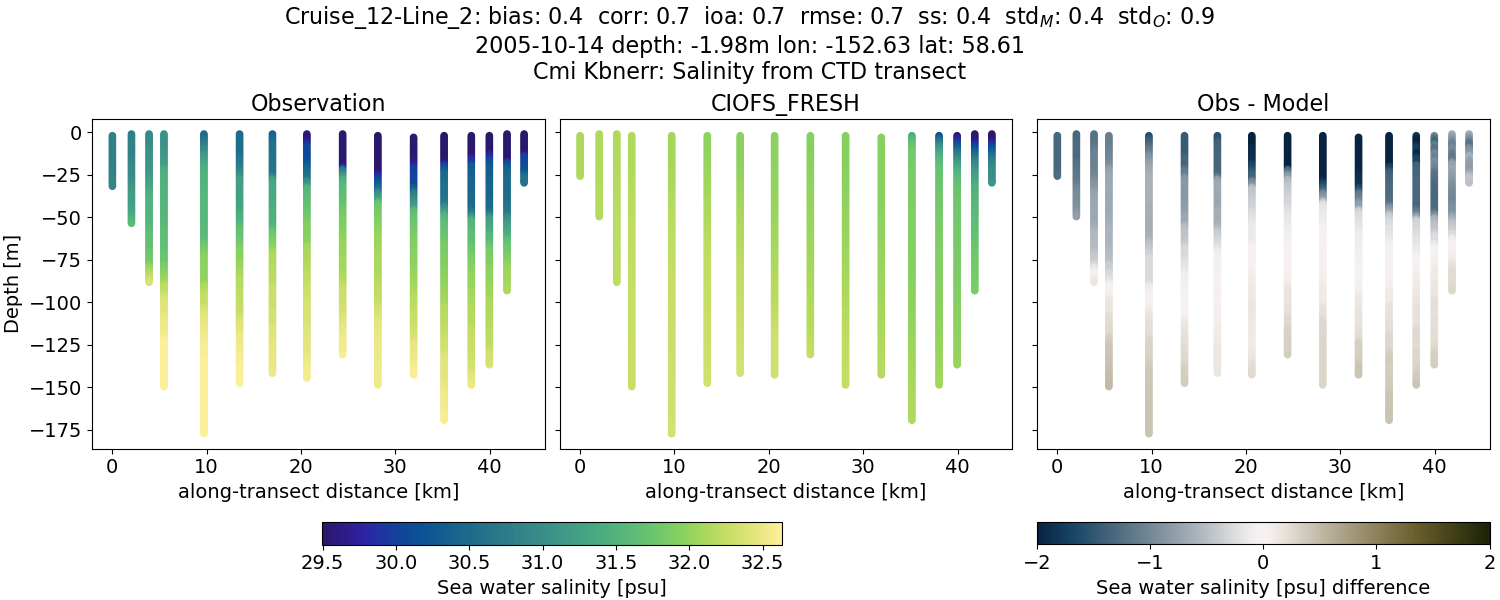 Cruise_12-Line_2: bias: 0.4 corr: 0.7 ioa: 0.7 rmse: 0.7 ss: 0.4 std_M: 0.4 std_O: 0.9
2005-10-14 depth: -1.98m lon: -152.63 lat: 58.61
Cmi Kbnerr: Salinity from CTD transect
Observation
CIOFS_FRESH
Obs - Model
Depth [m]
0
−25
−50
−75
−100
−125
−150
−175
0 10 20 30 40
0 10 20 30 40
0 10 20 30 40
along-transect distance [km]
along-transect distance [km]
along-transect distance [km]
29.5 30.0 30.5 31.0 31.5 32.0 32.5
Sea water salinity [psu]
−2 −1 0 1 2
Sea water salinity [psu] difference